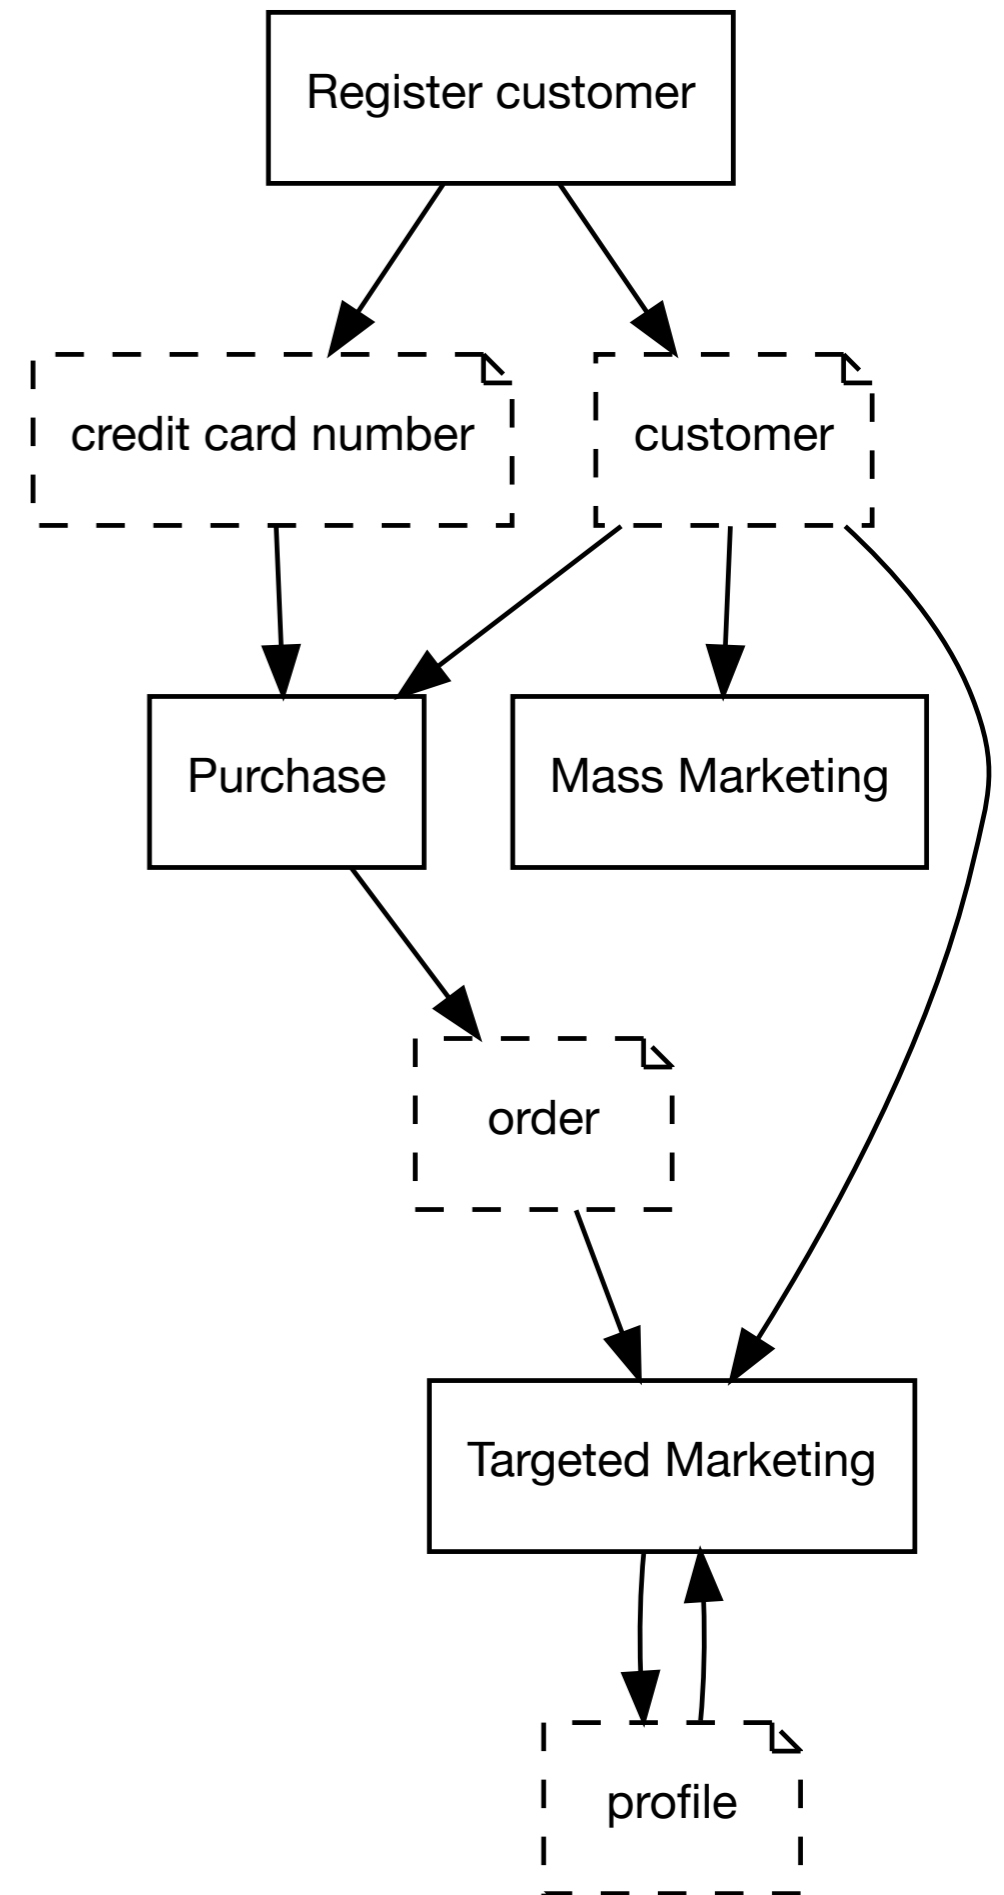 Register customer
credit card number
customer
Purchase
Mass Marketing
order
Targeted Marketing
profile